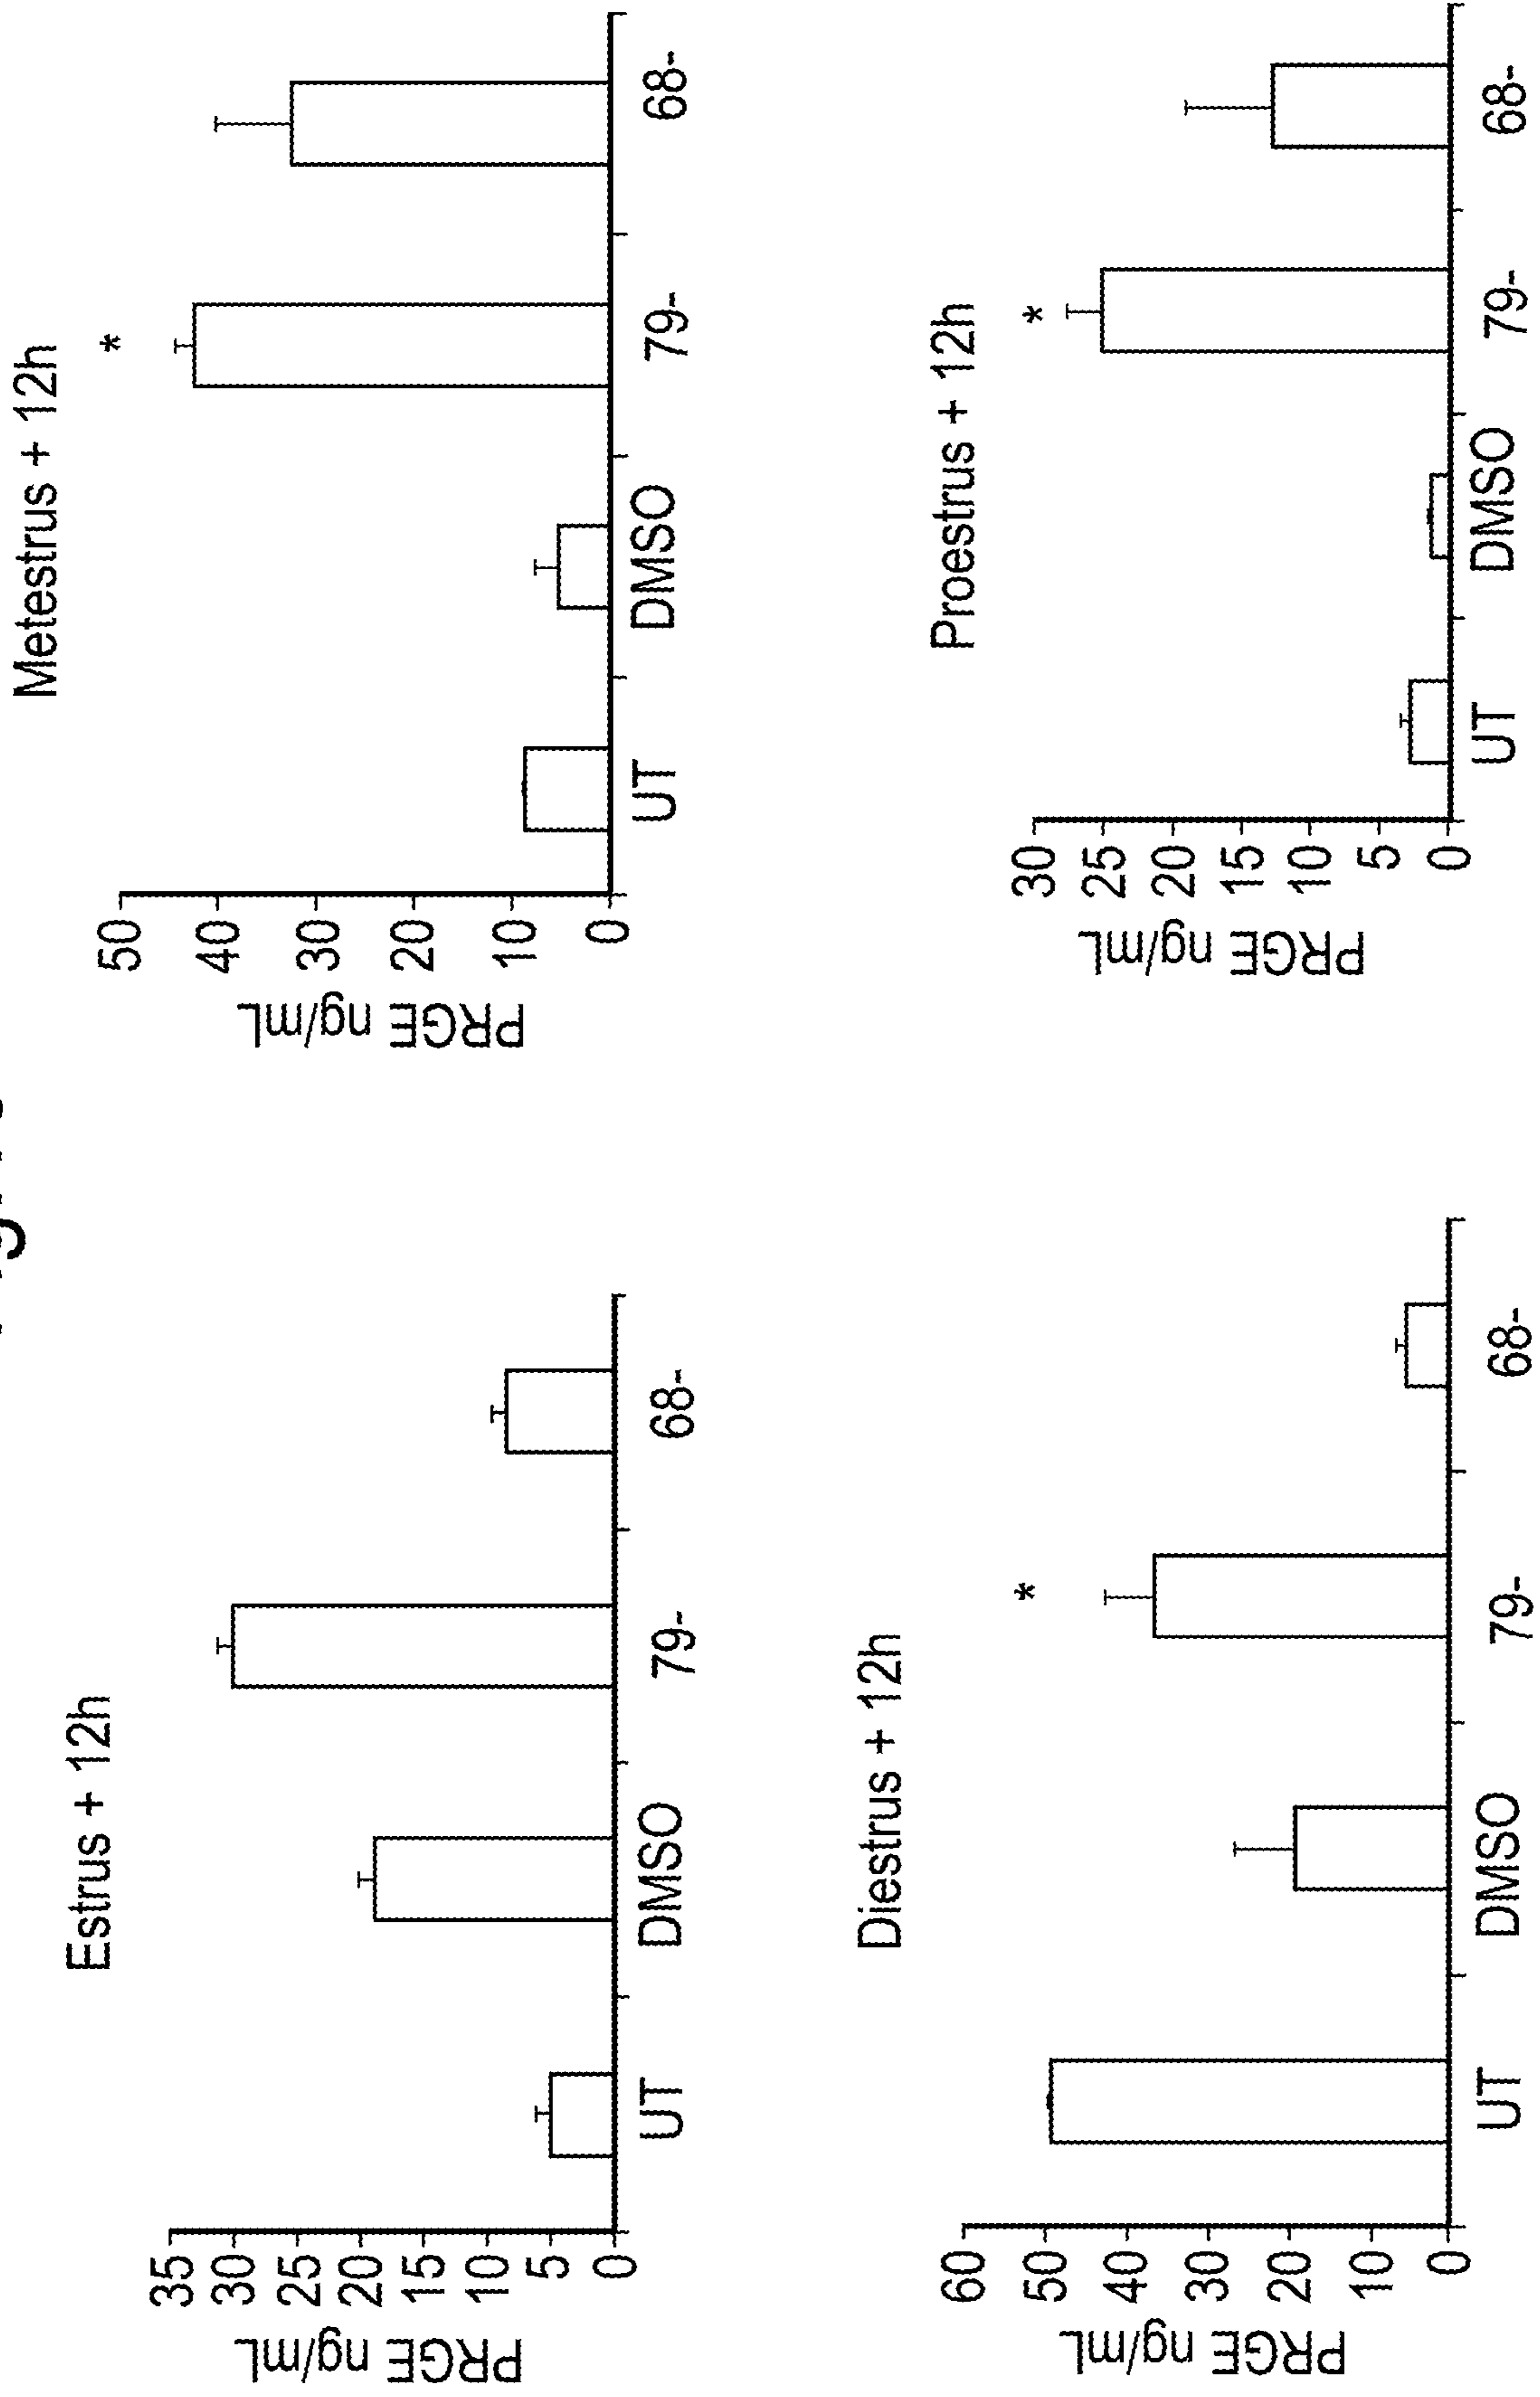 Estrus + 12h
PRGE ng/mL
35
30
25
20
15
10
5
0
UT DMSO 79- 68-
Metestrus + 12h
PRGE ng/mL
50
40
30
20
10
0
*
UT DMSO 79- 68-
Diestrus + 12h
PRGE ng/mL
60
50
40
30
20
10
0
*
UT DMSO 79- 68-
Proestrus + 12h
PRGE ng/mL
30
25
20
15
10
5
0
*
UT DMSO 79- 68-